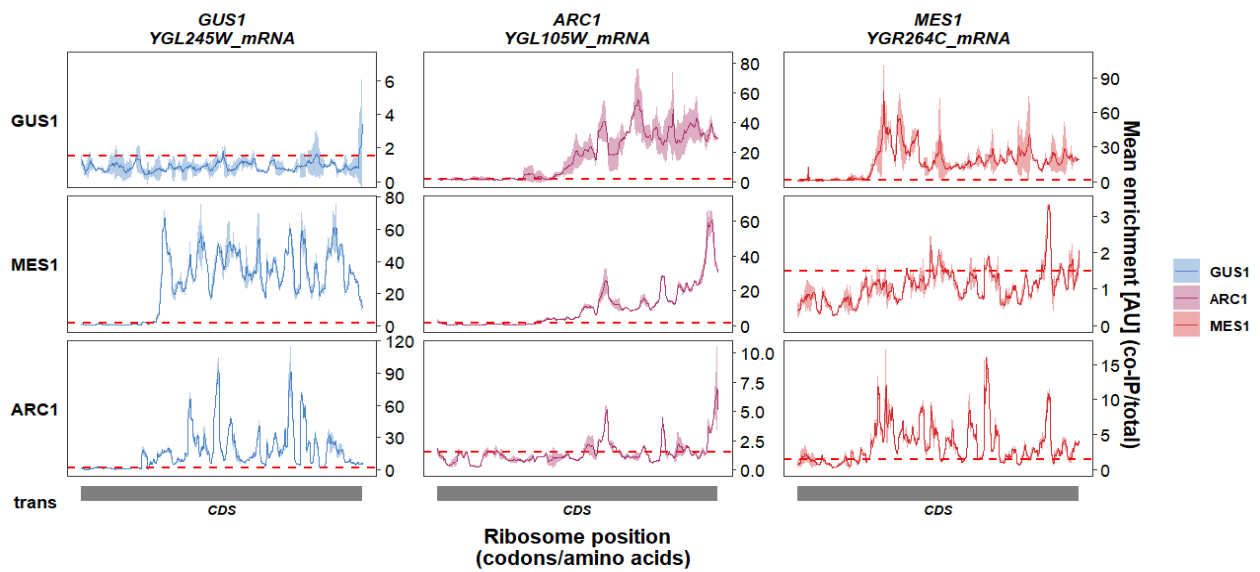 GUS1
YGL245W_mRNA
ARC1
YGL105W_mRNA
MES1
YGR264C_mRNA
GUS1
6
4
2
0
80
60
40
20
0
90
60
30
0
MES1
80
60
40
20
0
60
40
20
0
3
2
1
0
ARC1
120
90
60
30
0
10.0
7.5
5.0
2.5
0.0
15
10
5
0
Mean enrichment [AU] (co-IP/total)
GUS1
ARC1
MES1
trans
CDS
CDS
CDS
Ribosome position
(codons/amino acids)